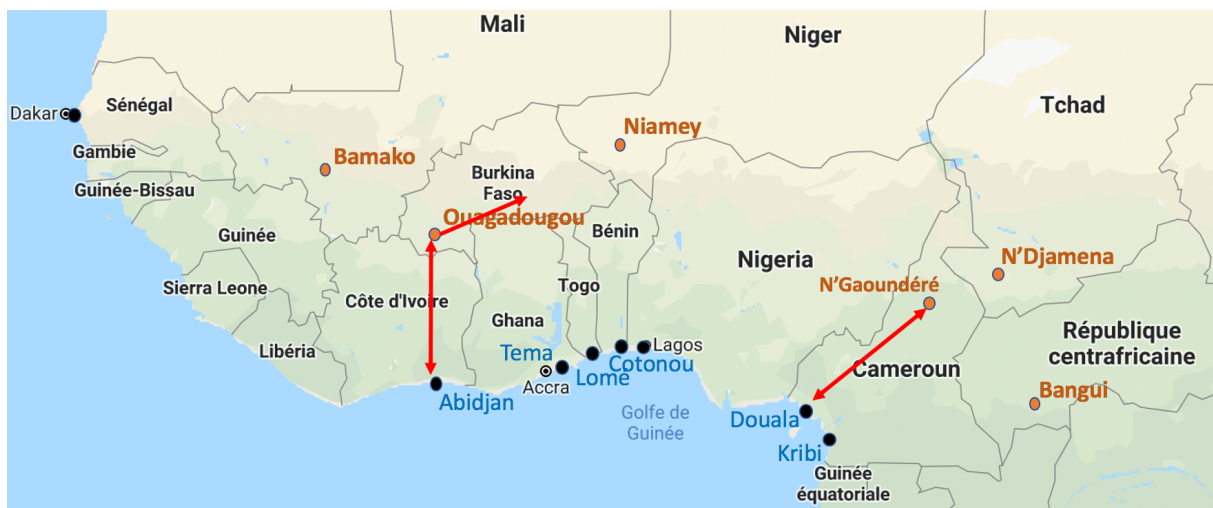 Mali
Niger
Tchad
Sénégal
Dakar
Gambie
Guinée-Bissau
Bamako
Niamey
Burkina
Faso
Ouagadougou
Bénin
Guinée
Nigeria
N'Djamena
N'Gaoundéré
Sierra Leone
Côte d'Ivoire
Togo
Ghana
Libéria
République
centrafricaine
Tema
Lagos
Cotonou
Lomé
Accra
Cameroun
Abidjan
Bangui
Golfe de
Guinée
Douala
Kribi
Guinée
équatoriale